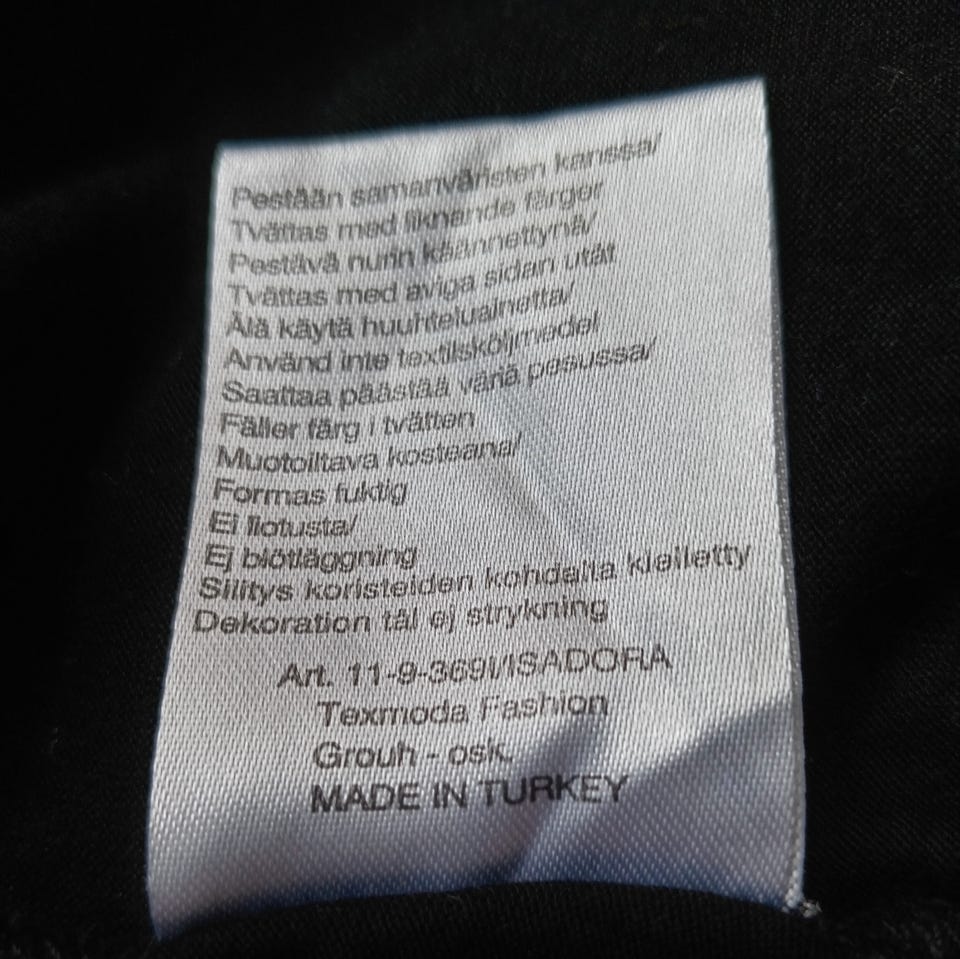 Pestään samanväristen kanssa/
Tvättas med liknande färger
Pestävä nurin käännettynä/
Tvättas med aviga sidan utåt
Älä käytä huuhteluainetta/
Använd inte textilsköljmedel
Saattaa päästää väriä pesussa/
Fäller färg i tvätten
Muotoiltava kosteana/
Formas fuktig
Ei liotusta/
Ej blötläggning
Silitys koristeiden kohdalta kielletty
Dekoration tål ej strykning
Art. 11-9-369I/ISADORA
Texmoda Fashion
Grouh - osk.
MADE IN TURKEY